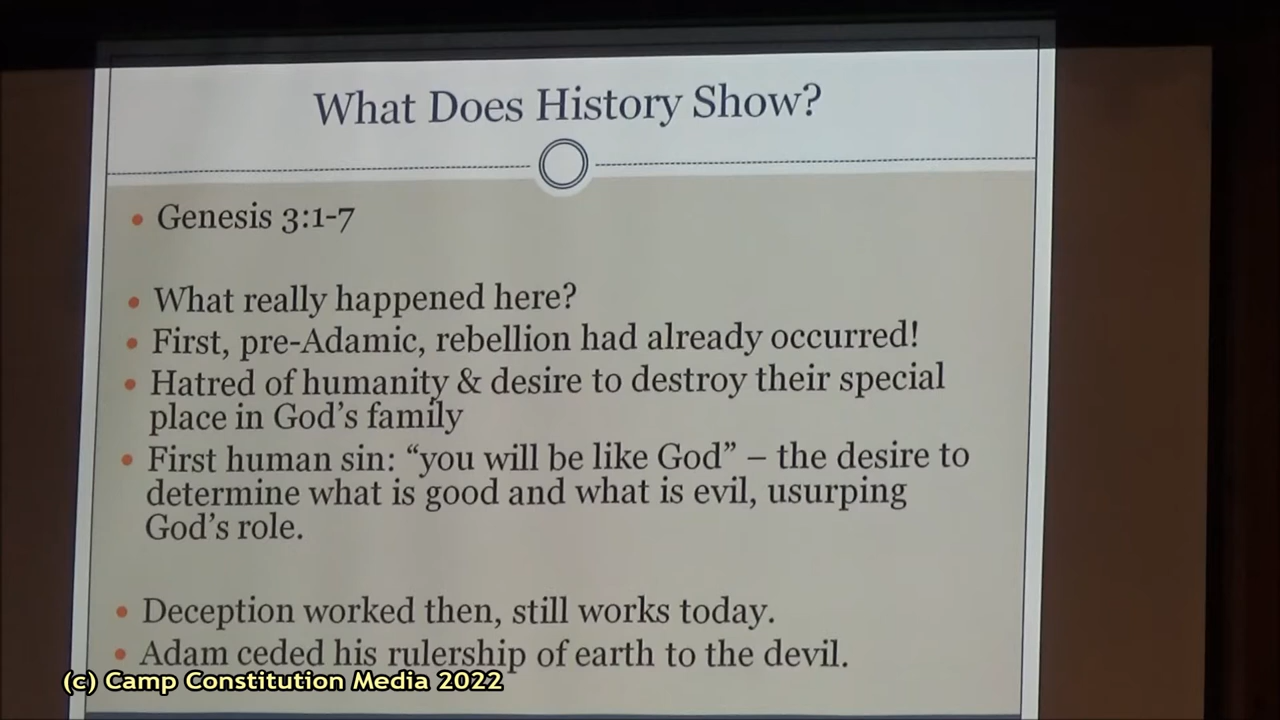 What Does History Show?
• Genesis 3:1-7
• What really happened here?
• First, pre-Adamic, rebellion had already occurred!
• Hatred of humanity & desire to destroy their special
place in God's family
• First human sin: “you will be like God” – the desire to
determine what is good and what is evil, usurping
God's role.
• Deception worked then, still works today.
• Adam ceded his rulership of earth to the devil.
(c) Camp Constitution Media 2022